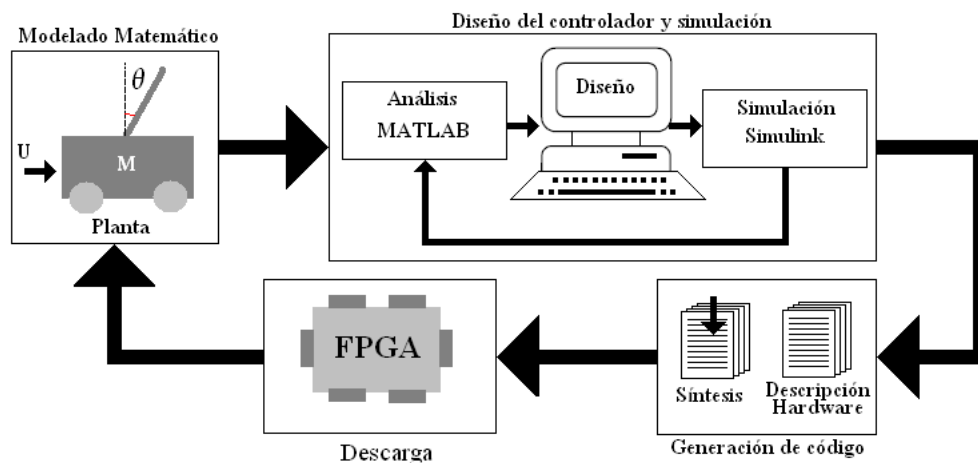 Modelado Matemático
θ
U
M
Planta
Diseño del controlador y simulación
Análisis
MATLAB
Diseño
Simulación
Simulink
FPGA
Descarga
Síntesis
Descripción
Hardware
Generación de código